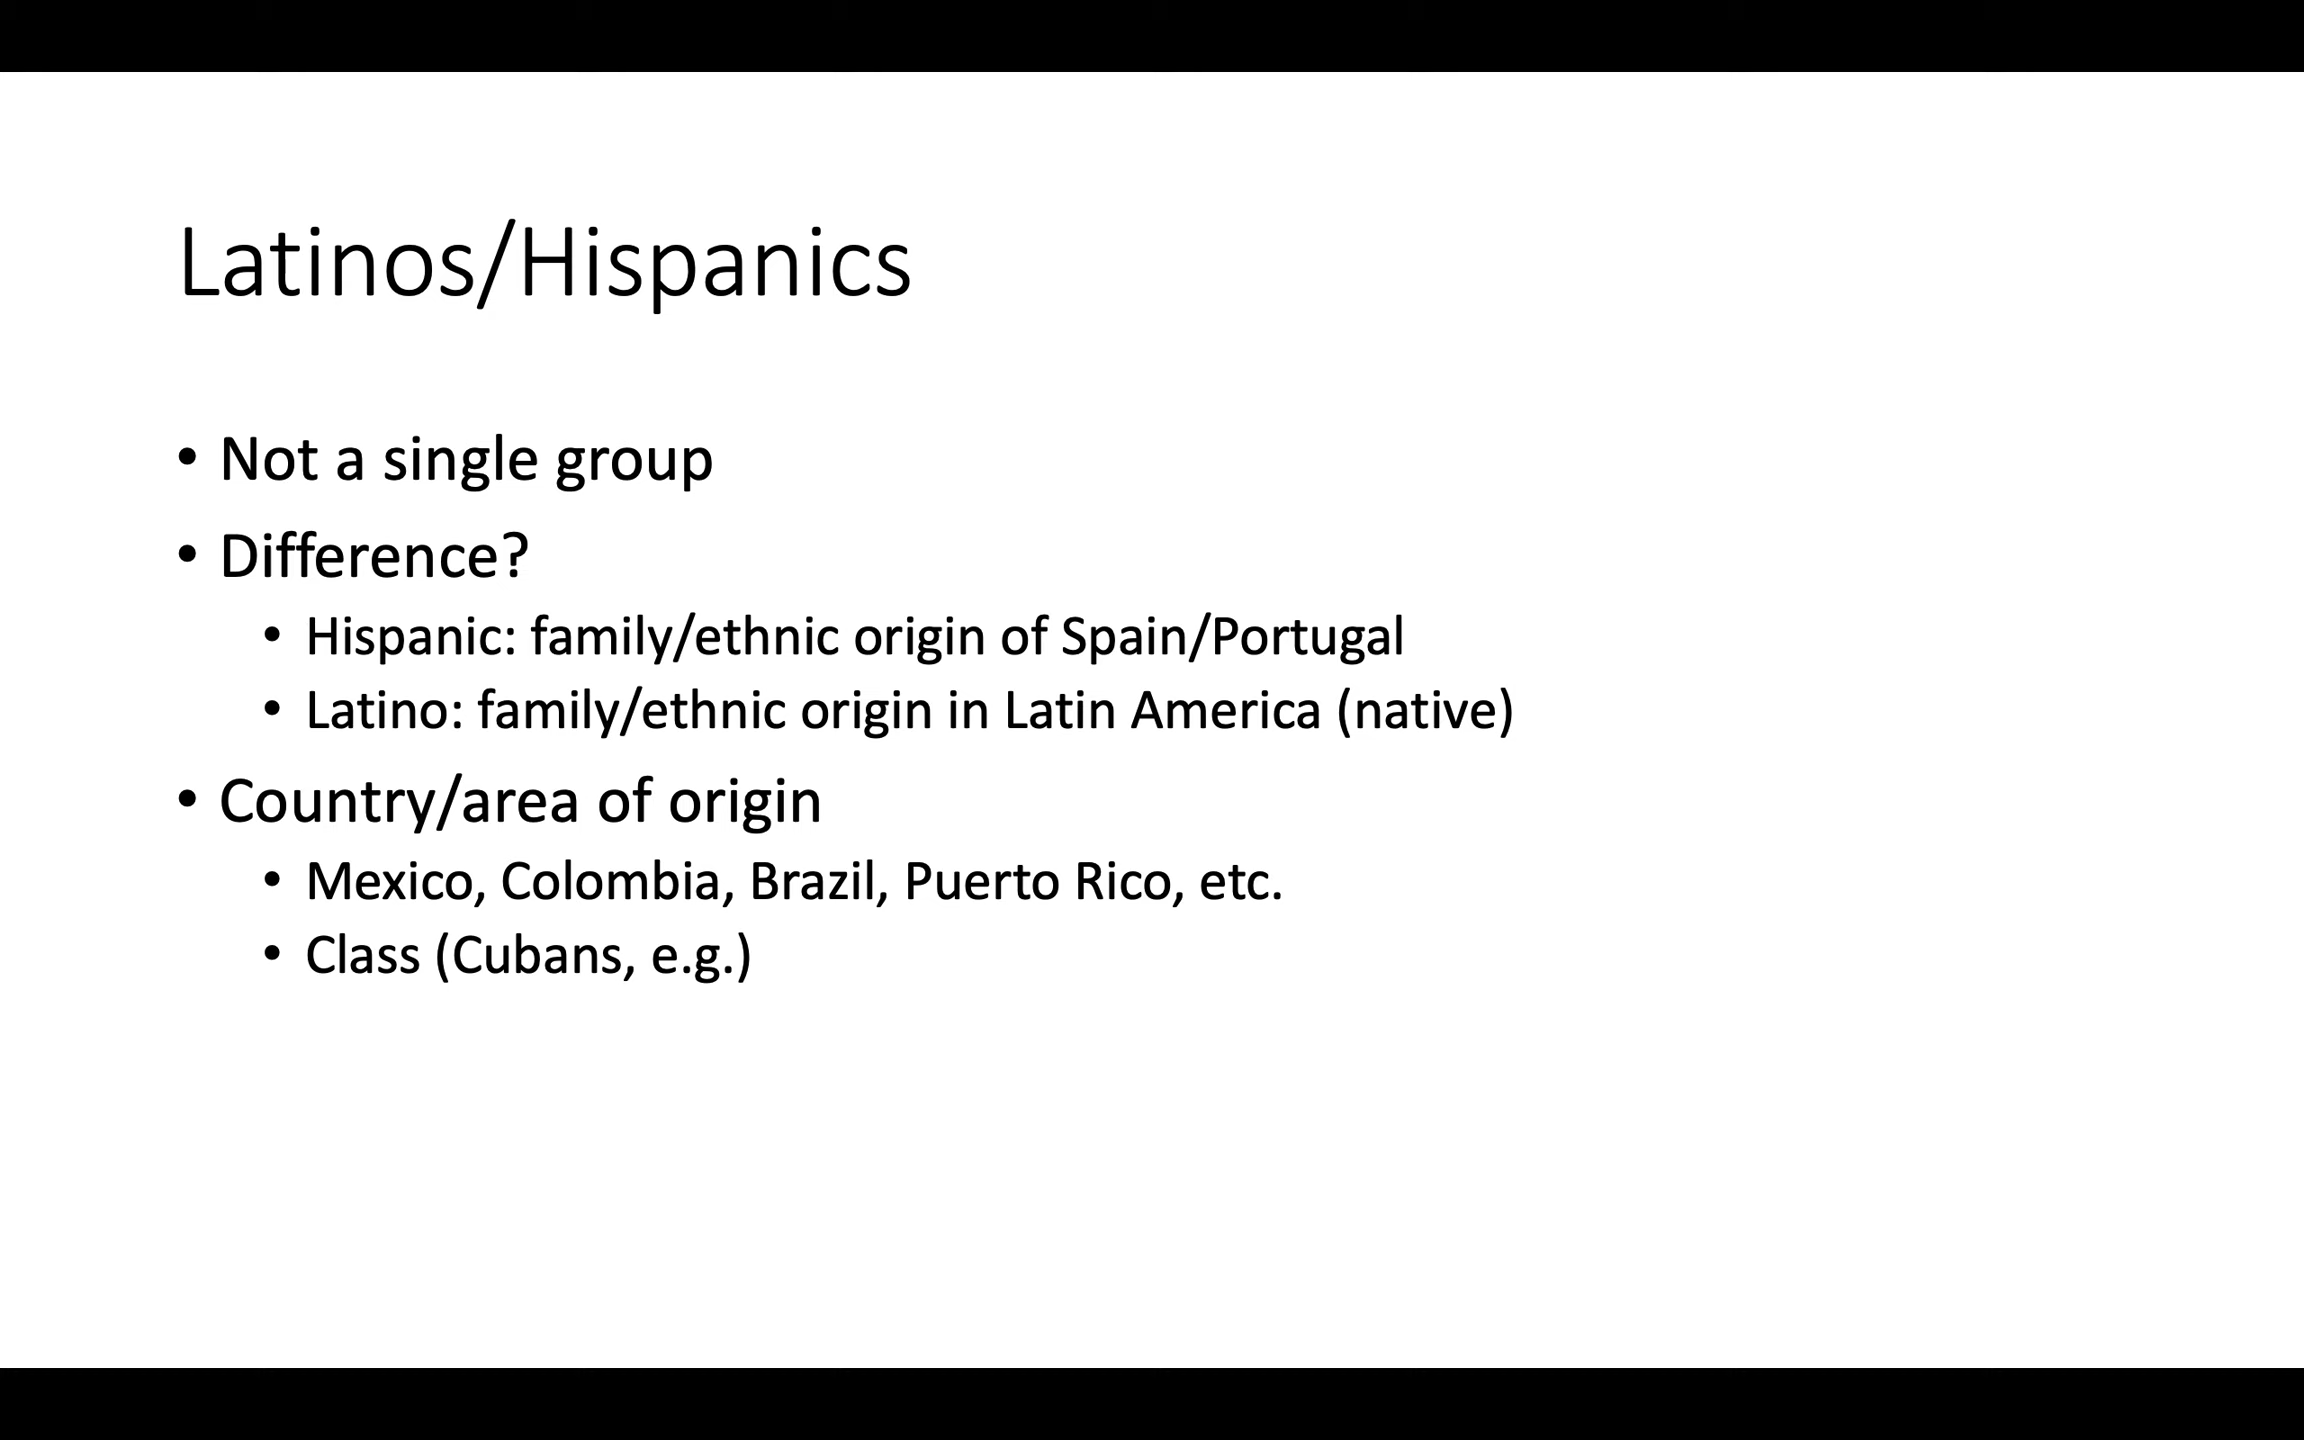 Latinos/Hispanics
• Not a single group
• Difference?
• Hispanic: family/ethnic origin of Spain/Portugal
• Latino: family/ethnic origin in Latin America (native)
• Country/area of origin
• Mexico, Colombia, Brazil, Puerto Rico, etc.
• Class (Cubans, e.g.)